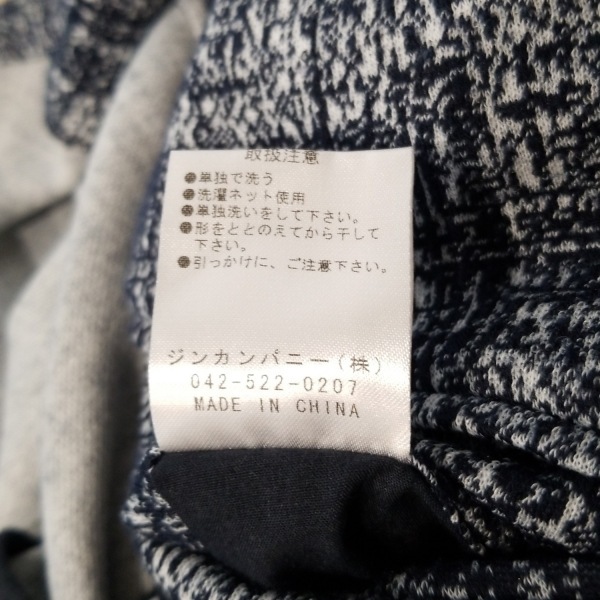 取扱注意
●単独で洗う
●洗濯ネット使用
●単独洗いをして下さい。
●形をととのえてから干して
下さい。
●引っかけに、ご注意下さい。
ジンカンパニー(株)
042-522-0207
MADE IN CHINA